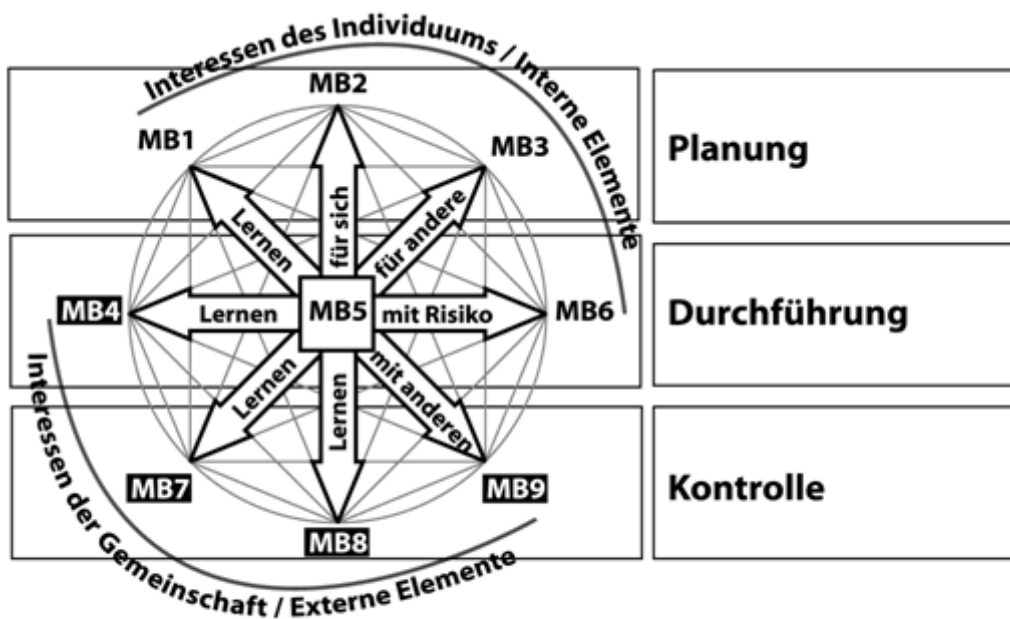 Interessen des Individuums / Interne Elemente
MB2
MB1
MB3
Planung
Lernen
für sich
für andere
MB4
Lernen
MB5
mit Risiko
MB6
Durchführung
Lernen
Lernen
mit anderen
MB7
MB8
MB9
Kontrolle
Interessen der Gemeinschaft / Externe Elemente